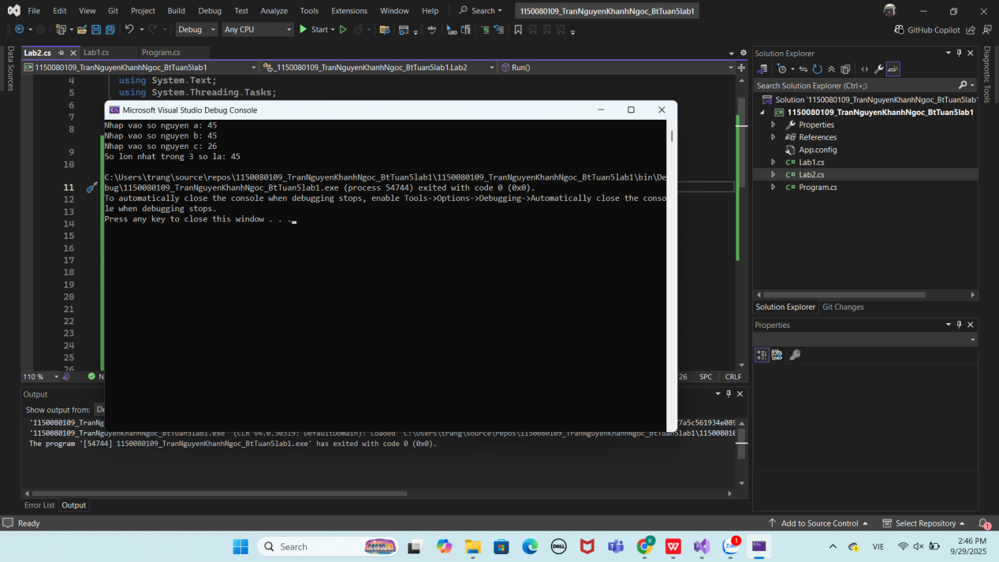 File Edit View Git Project Build Debug Test Analyze Tools Extensions Window Help Search 1150080109_TranNguyenKhanhNgoc_BtTuan5lab1
Debug Any CPU Start GitHub Copilot
Data Sources
Lab2.cs Lab1.cs Program.cs
1150080109_TranNguyenKhanhNgoc_BtTuan5lab1 _1150080109_TranNguyenKhanhNgoc_BtTuan5lab1.Lab2 Run()
4 using System.Text;
5 using System.Threading.Tasks;
6
7
8
9
10
11
12
13
14
15
16
17
18
19
20
21
22
23
24
25
26
Microsoft Visual Studio Debug Console
Nhap vao so nguyen a: 45
Nhap vao so nguyen b: 45
Nhap vao so nguyen c: 26
So lon nhat trong 3 so la: 45
C:\Users\trang\source\repos\1150080109_TranNguyenKhanhNgoc_BtTuan5lab1\1150080109_TranNguyenKhanhNgoc_BtTuan5lab1\bin\De
bug\1150080109_TranNguyenKhanhNgoc_BtTuan5lab1.exe (process 54744) exited with code 0 (0x0).
To automatically close the console when debugging stops, enable Tools->Options->Debugging->Automatically close the conso
le when debugging stops.
Press any key to close this window . . .
110 % N 26 SPC CRLF
Output
Show output from: De
'1150080109_TranNg 7a5c561934e089
'1150080109_TranNguyenKhanhNgoc_BtTuan5lab1.exe' (CLR v4.0.30319: DefaultDomain): Loaded 'C:\Users\trang\source\repos\1150080109_TranNguyenKhanhNgoc_BtTuan5lab1\115008010
The program '[54744] 1150080109_TranNguyenKhanhNgoc_BtTuan5lab1.exe' has exited with code 0 (0x0).
Error List Output
Solution Explorer
Search Solution Explorer (Ctrl+;)
Solution '1150080109_TranNguyenKhanhNgoc_BtTuan5lab1'
1150080109_TranNguyenKhanhNgoc_BtTuan5lab1
Properties
References
App.config
C# Lab1.cs
C# Lab2.cs
C# Program.cs
Solution Explorer Git Changes
Properties
Diagnostic Tools
Ready Add to Source Control Select Repository 1
Search DELL Zalo 1 VIE 2:46 PM
9/29/2025